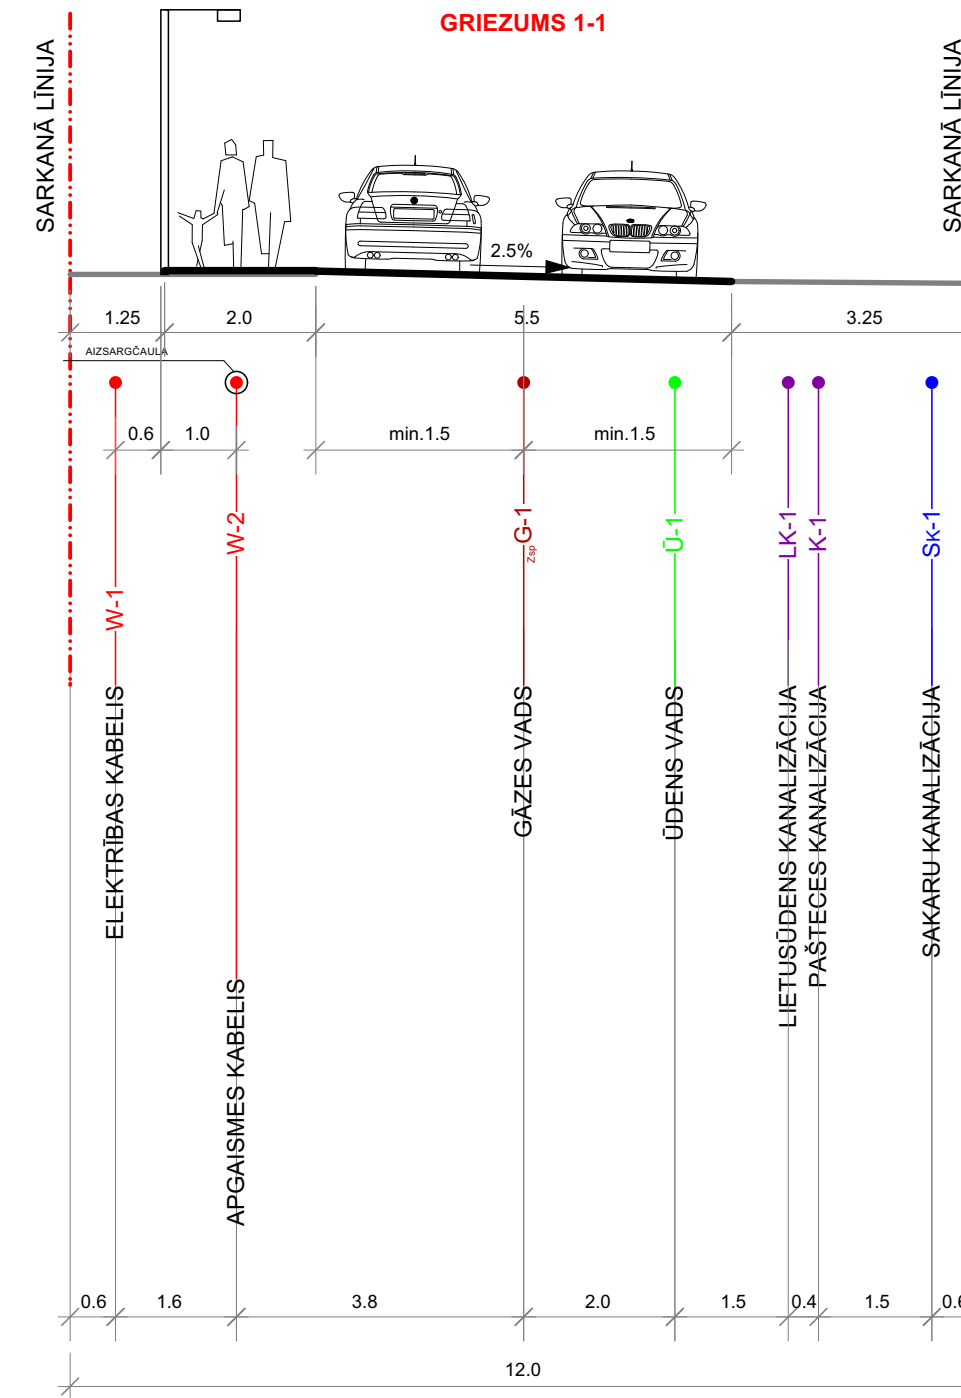 GRIEZUMS 1-1
SARKANĀ LĪNIJA
SARKANĀ LĪNIJA
2.5%
1.25
2.0
5.5
3.25
AIZSARGČAULA
0.6
1.0
min.1.5
min.1.5
W-1
W-2
Zsp G-1
Ū-1
LK-1
K-1
SK-1
ELEKTRĪBAS KABELIS
APGAISMES KABELIS
GĀZES VADS
ŪDENS VADS
LIETUSŪDENS KANALIZĀCIJA
PAŠTECES KANALIZĀCIJA
SAKARU KANALIZĀCIJA
0.6
1.6
3.8
2.0
1.5
0.4
1.5
0.6
12.0